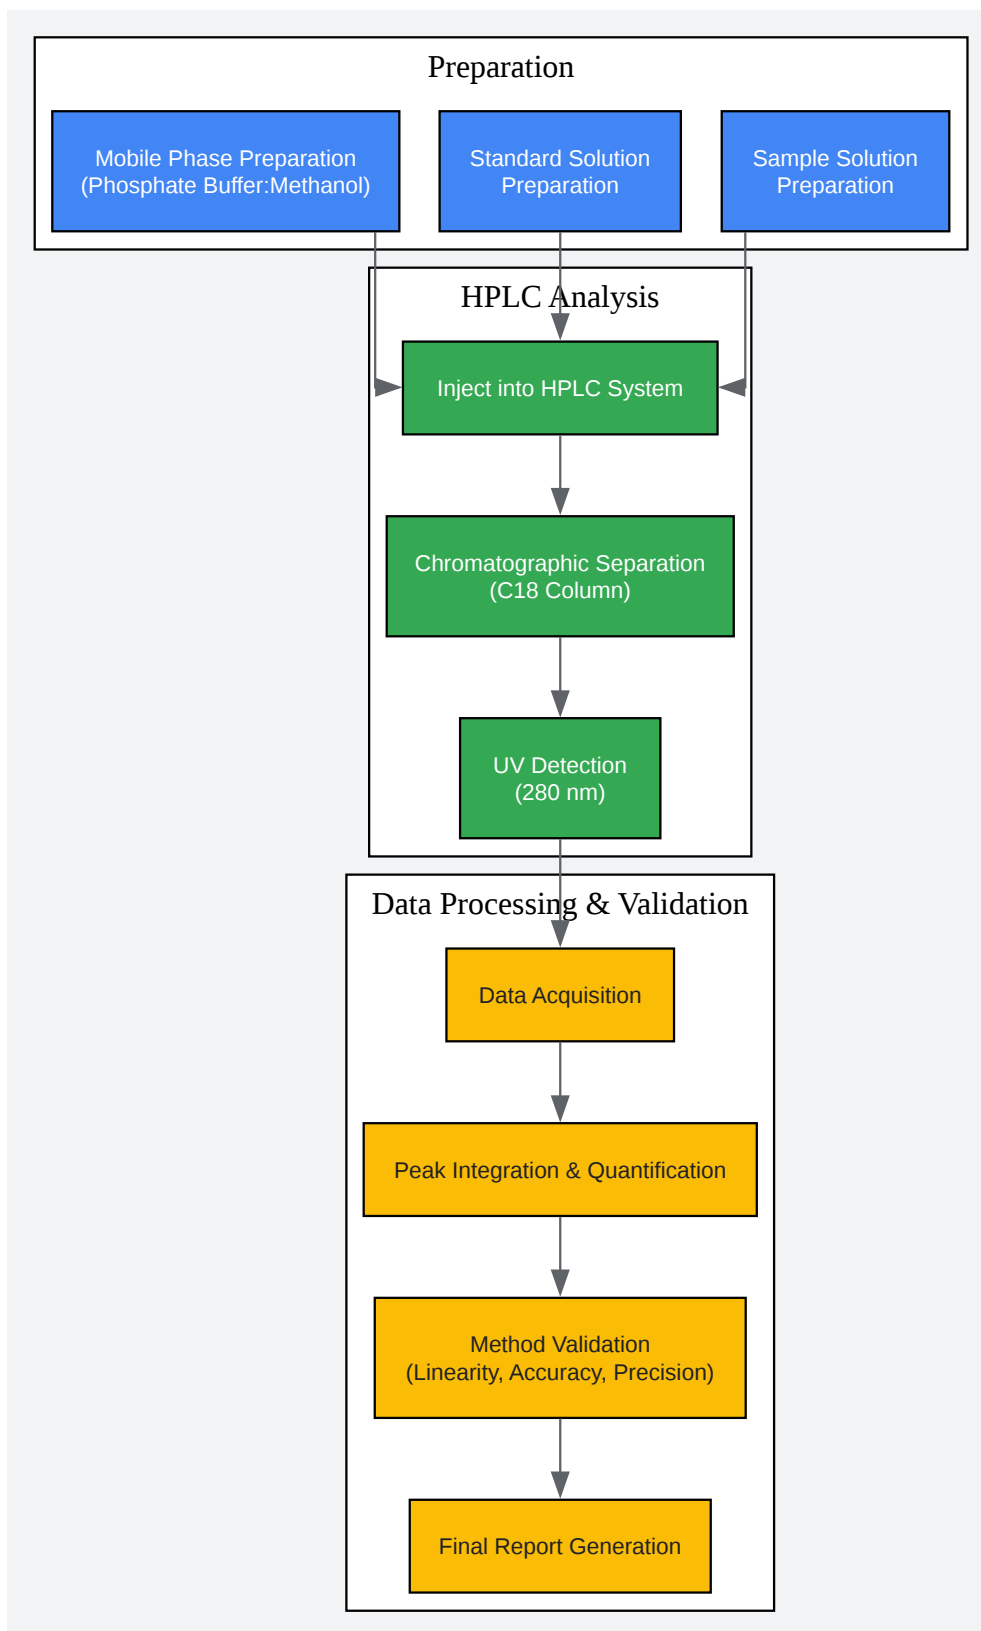 Preparation
Mobile Phase Preparation
(Phosphate Buffer:Methanol)
Standard Solution
Preparation
Sample Solution
Preparation
HPLC Analysis
Inject into HPLC System
Chromatographic Separation
(C18 Column)
UV Detection
(280 nm)
Data Processing & Validation
Data Acquisition
Peak Integration & Quantification
Method Validation
(Linearity, Accuracy, Precision)
Final Report Generation